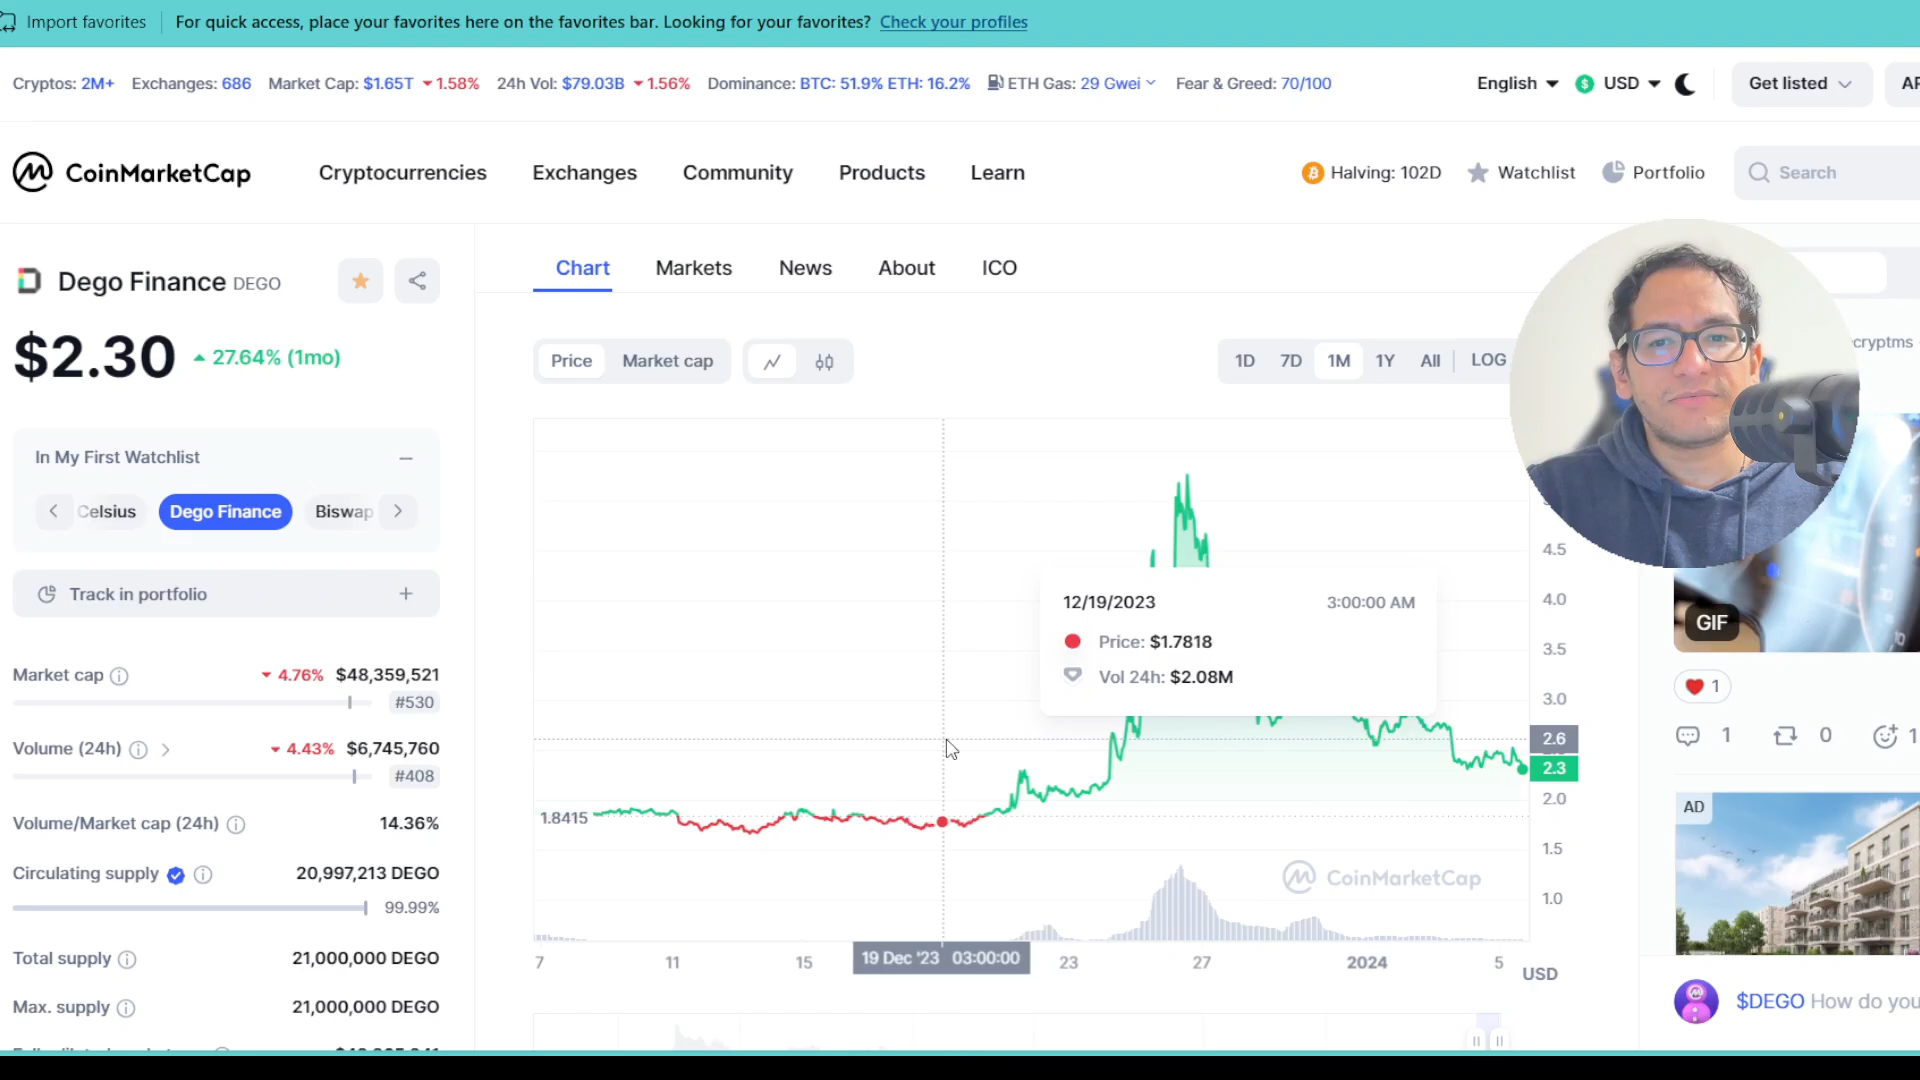 Import favorites For quick access, place your favorites here on the favorites bar. Looking for your favorites? Check your profiles
Cryptos: 2M+ Exchanges: 686 Market Cap: $1.65T 1.58% 24h Vol: $79.03B 1.56% Dominance: BTC: 51.9% ETH: 16.2% ETH Gas: 29 Gwei Fear & Greed: 70/100 English USD Get listed
CoinMarketCap Cryptocurrencies Exchanges Community Products Learn Halving: 102D Watchlist Portfolio Search
Dego Finance DEGO
$2.30 27.64% (1mo)
In My First Watchlist
Celsius Dego Finance Biswap
Track in portfolio
Market cap 4.76% $48,359,521
#530
Volume (24h) 4.43% $6,745,760
#408
Volume/Market cap (24h) 14.36%
Circulating supply 20,997,213 DEGO
99.99%
Total supply 21,000,000 DEGO
Max. supply 21,000,000 DEGO
Chart Markets News About ICO
Price Market cap 1D 7D 1M 1Y All LOG
4.5
4.0
3.5
3.0
2.6
2.3
2.0
1.5
1.0
12/19/2023 3:00:00 AM
Price: $1.7818
Vol 24h: $2.08M
1.8415
CoinMarketCap
7 11 15 19 Dec '23 03:00:00 23 27 2024 5 USD
cryptms
GIF
1
1 0 1
AD
$DEGO How do you